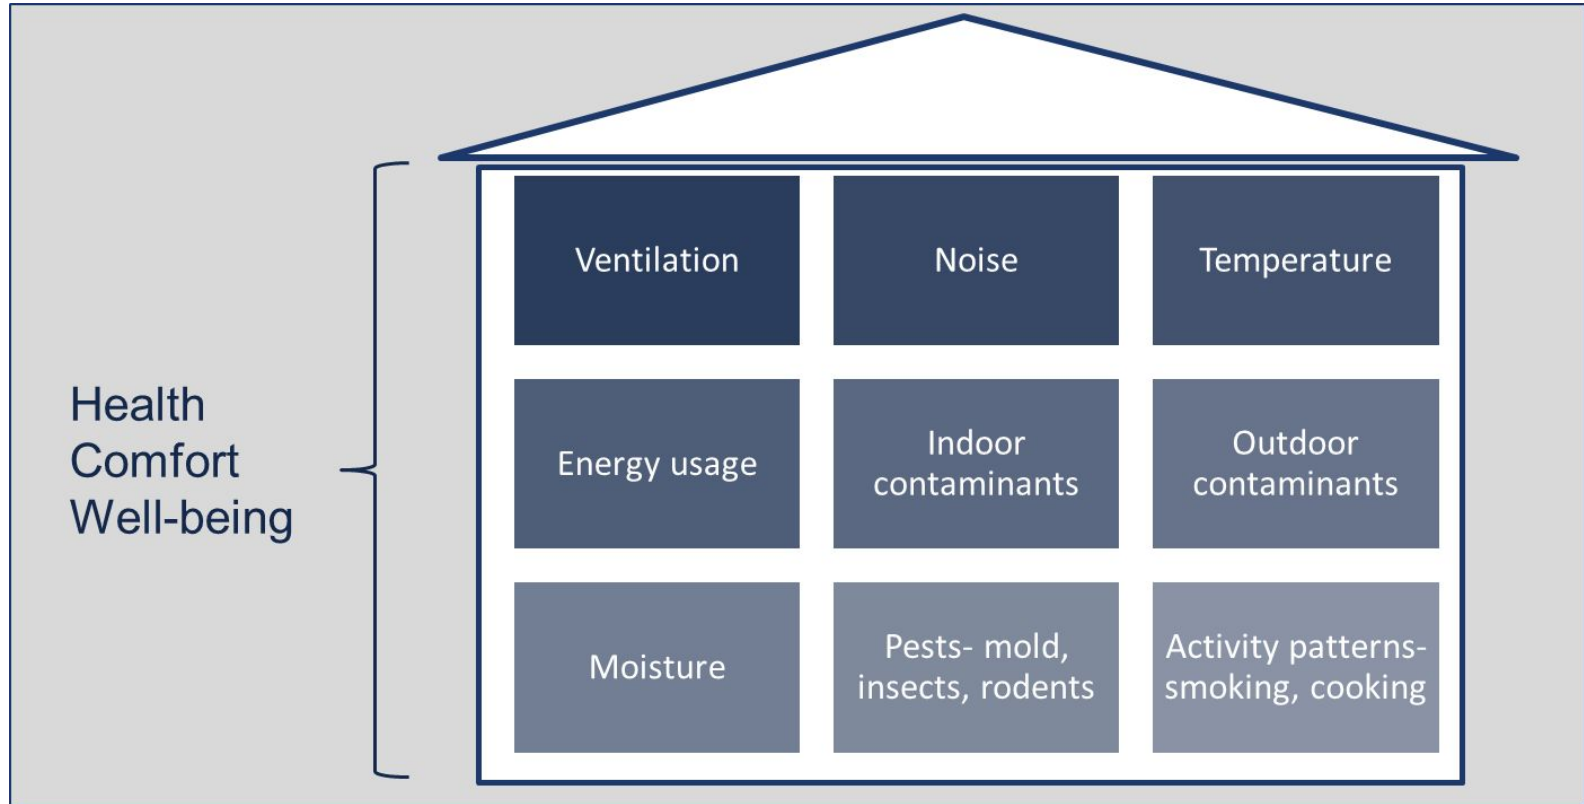 Ventilation
Noise
Temperature
Health
Comfort
Well-being
Energy usage
Indoor
contaminants
Outdoor
contaminants
Moisture
Pests- mold,
insects, rodents
Activity patterns-
smoking, cooking